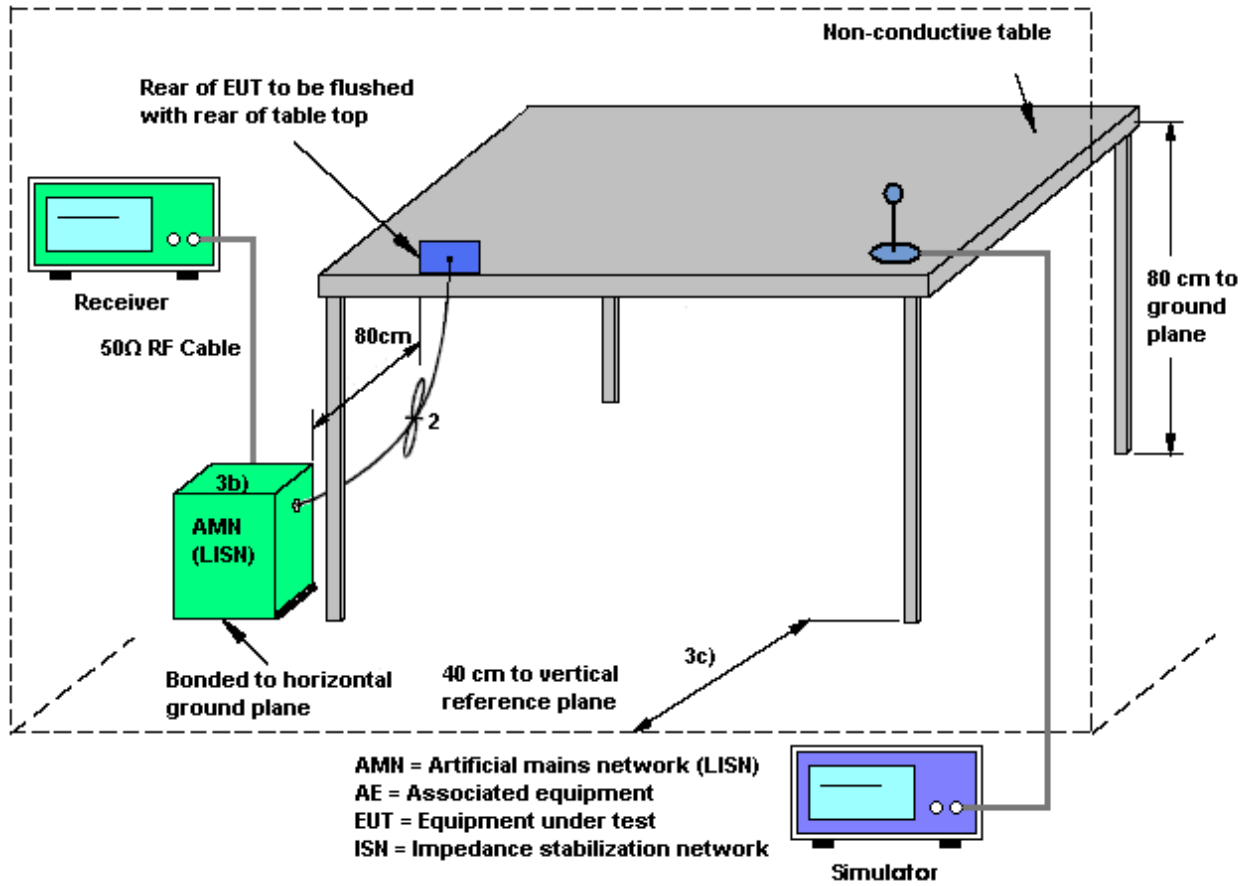 Non-conductive table
Rear of EUT to be flushed
with rear of table top
Receiver
50Ω RF Cable
80cm
2
80 cm to
ground
plane
3b)
AMN
(LISN)
3c)
Bonded to horizontal
ground plane
40 cm to vertical
reference plane
AMN = Artificial mains network (LISN)
AE = Associated equipment
EUT = Equipment under test
ISN = Impedance stabilization network
Simulator